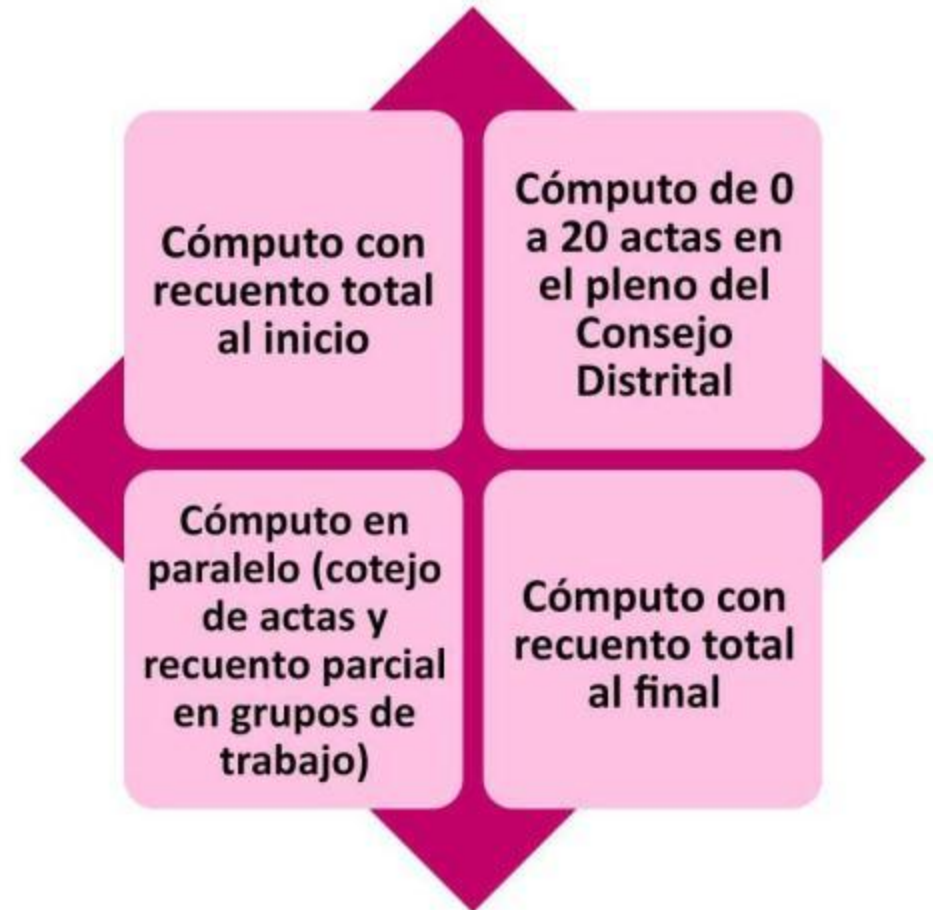 Cómputo con
recuento total
al inicio
Cómputo de 0
a 20 actas en
el pleno del
Consejo
Distrital
Cómputo en
paralelo (cotejo
de actas y
recuento parcial
en grupos de
trabajo)
Cómputo con
recuento total
al final